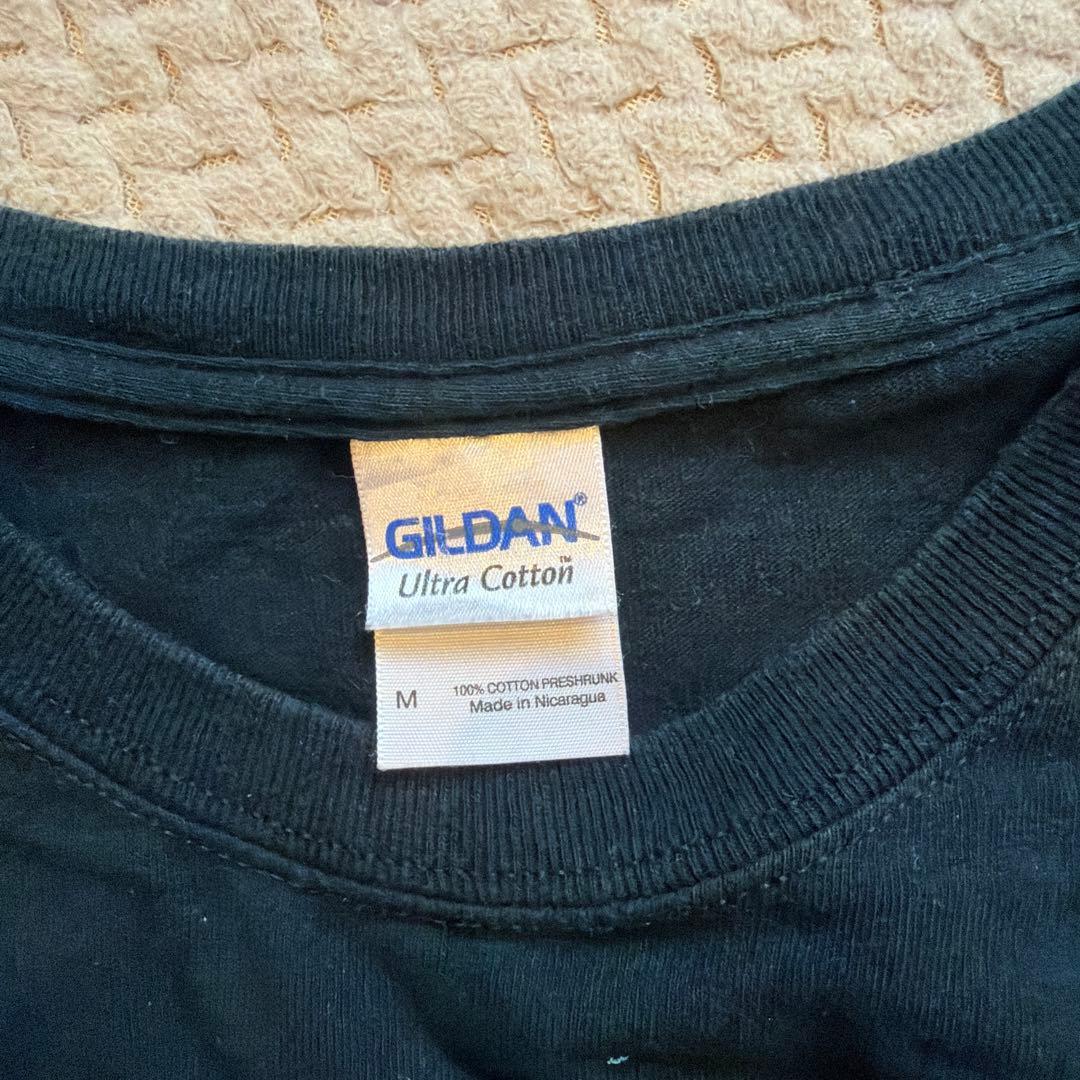 GILDAN®
Ultra Cotton™
M
100% COTTON PRESHRUNK
Made in Nicaragua